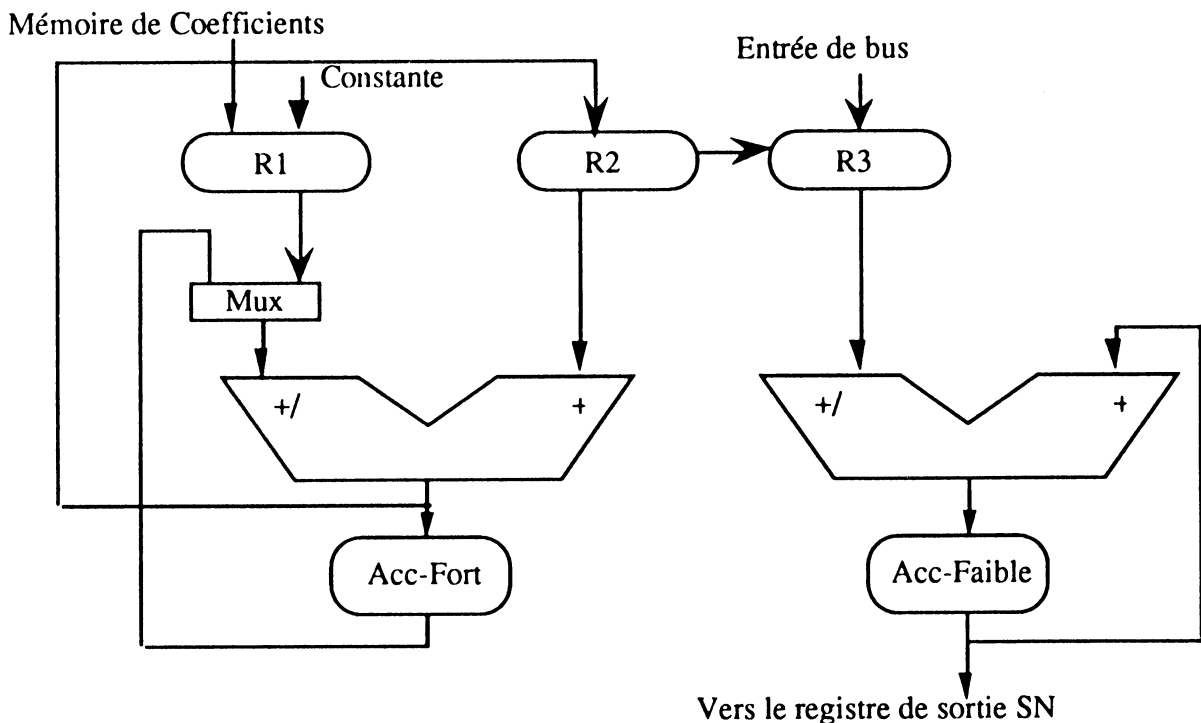 Mémoire de Coefficients
Entrée de bus
Constante
R1
R2
R3
Mux
+/
+
+/
+
Acc-Fort
Acc-Faible
Vers le registre de sortie SN